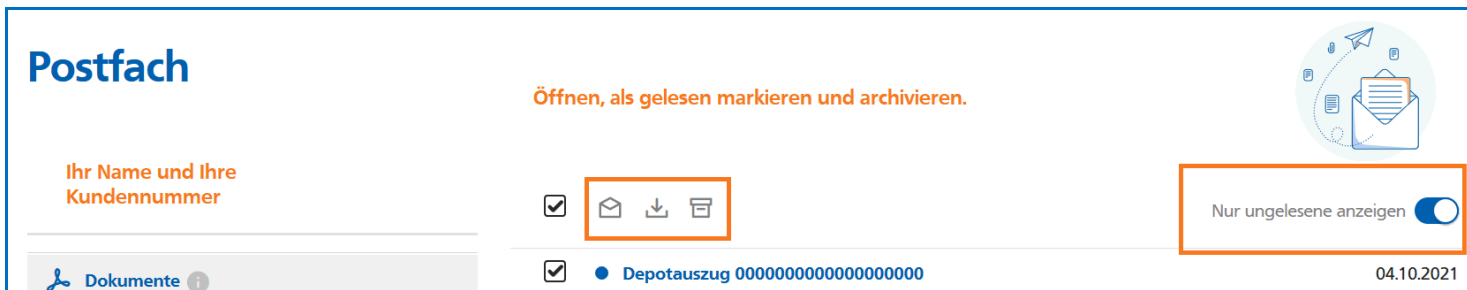 Postfach
Öffnen, als gelesen markieren und archivieren.
Ihr Name und Ihre
Kundennummer
Nur ungelesene anzeigen
Dokumente
Depotauszug 0000000000000000000
04.10.2021